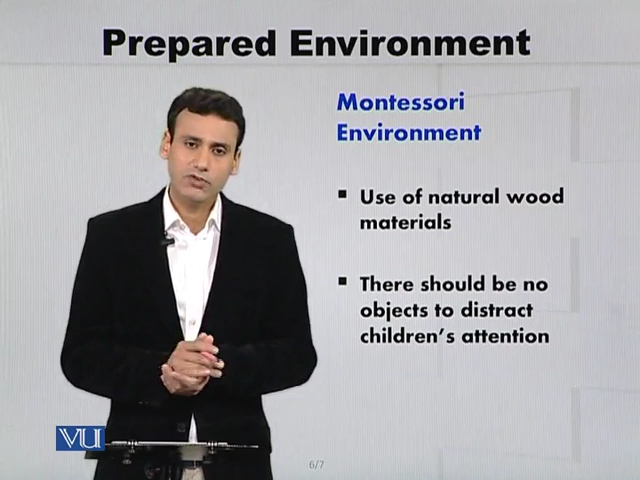 Prepared Environment
Montessori
Environment
▪ Use of natural wood
materials
▪ There should be no
objects to distract
children's attention
VU
6/7